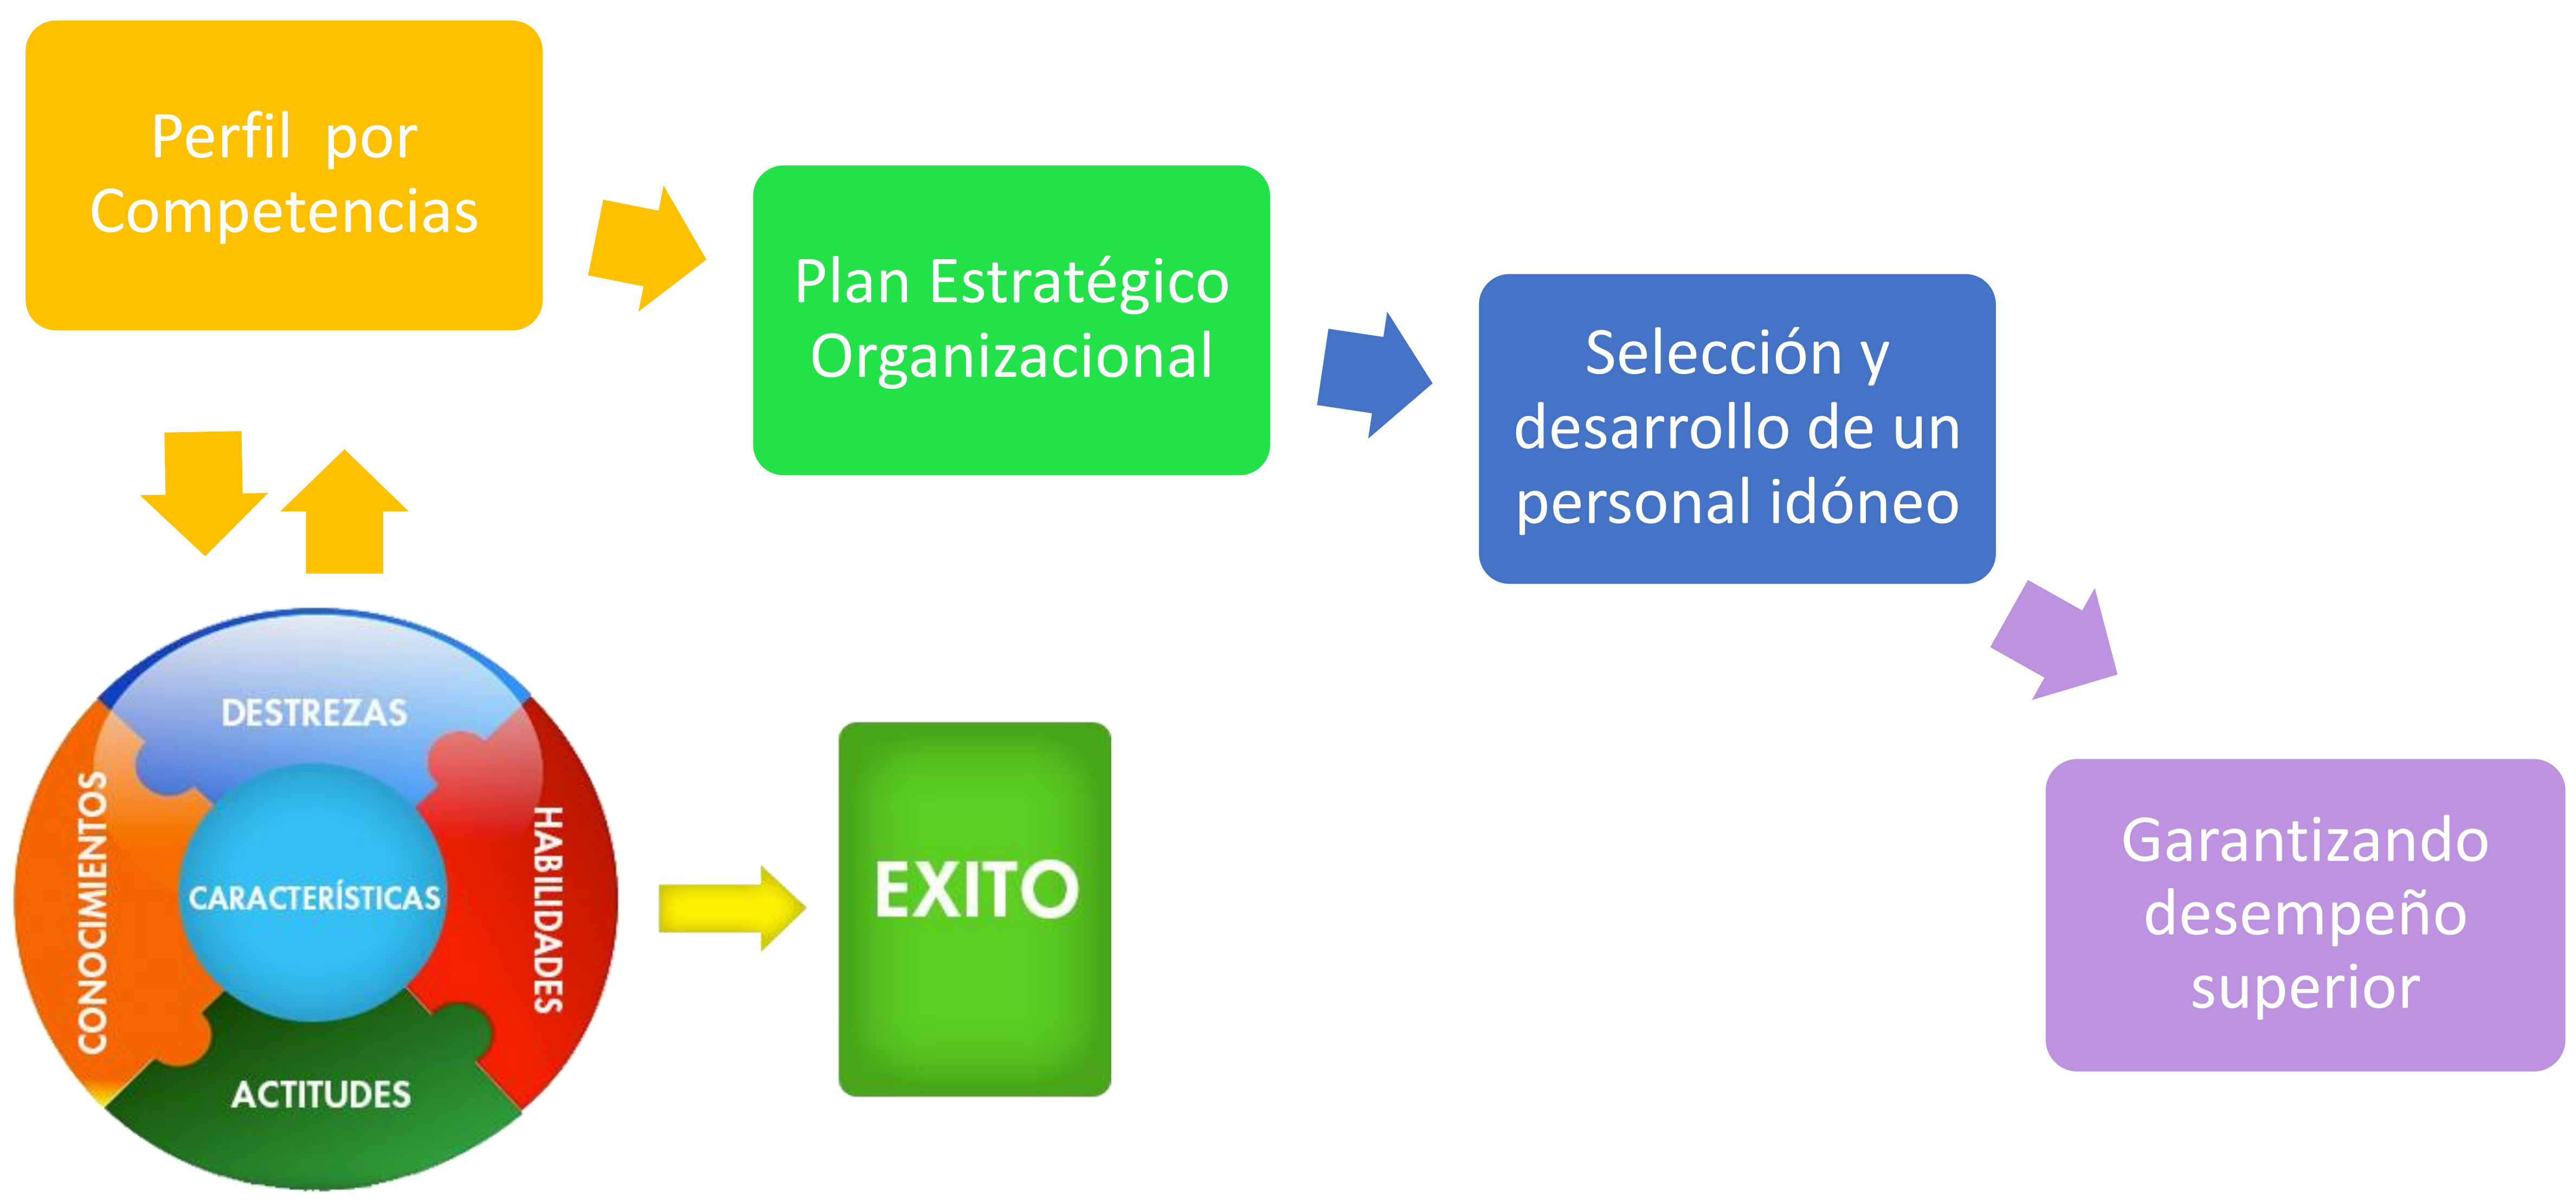 Perfil por
Competencias
Plan Estratégico
Organizacional
Selección y
desarrollo de un
personal idóneo
Garantizando
desempeño
superior
DESTREZAS
CONOCIMIENTOS
CARACTERÍSTICAS
HABILIDADES
ACTITUDES
EXITO